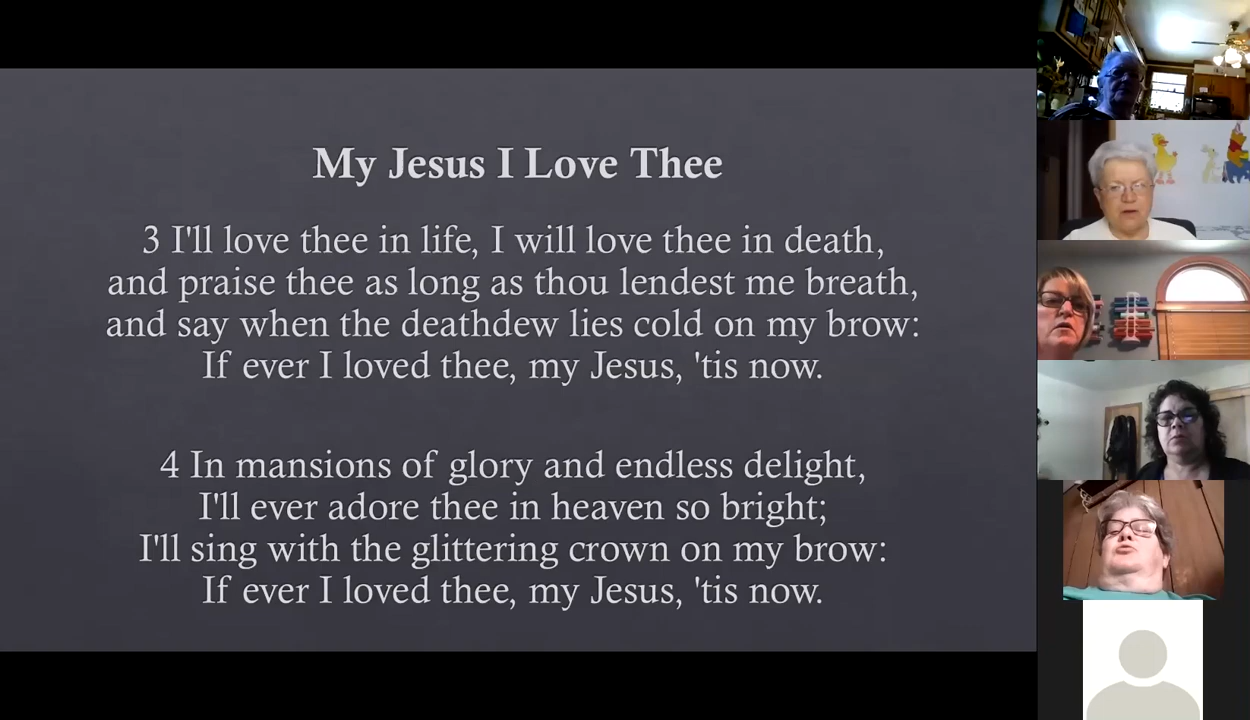 My Jesus I Love Thee
3 I'll love thee in life, I will love thee in death,
and praise thee as long as thou lendest me breath,
and say when the deathdew lies cold on my brow:
If ever I loved thee, my Jesus, 'tis now.
4 In mansions of glory and endless delight,
I'll ever adore thee in heaven so bright;
I'll sing with the glittering crown on my brow:
If ever I loved thee, my Jesus, 'tis now.